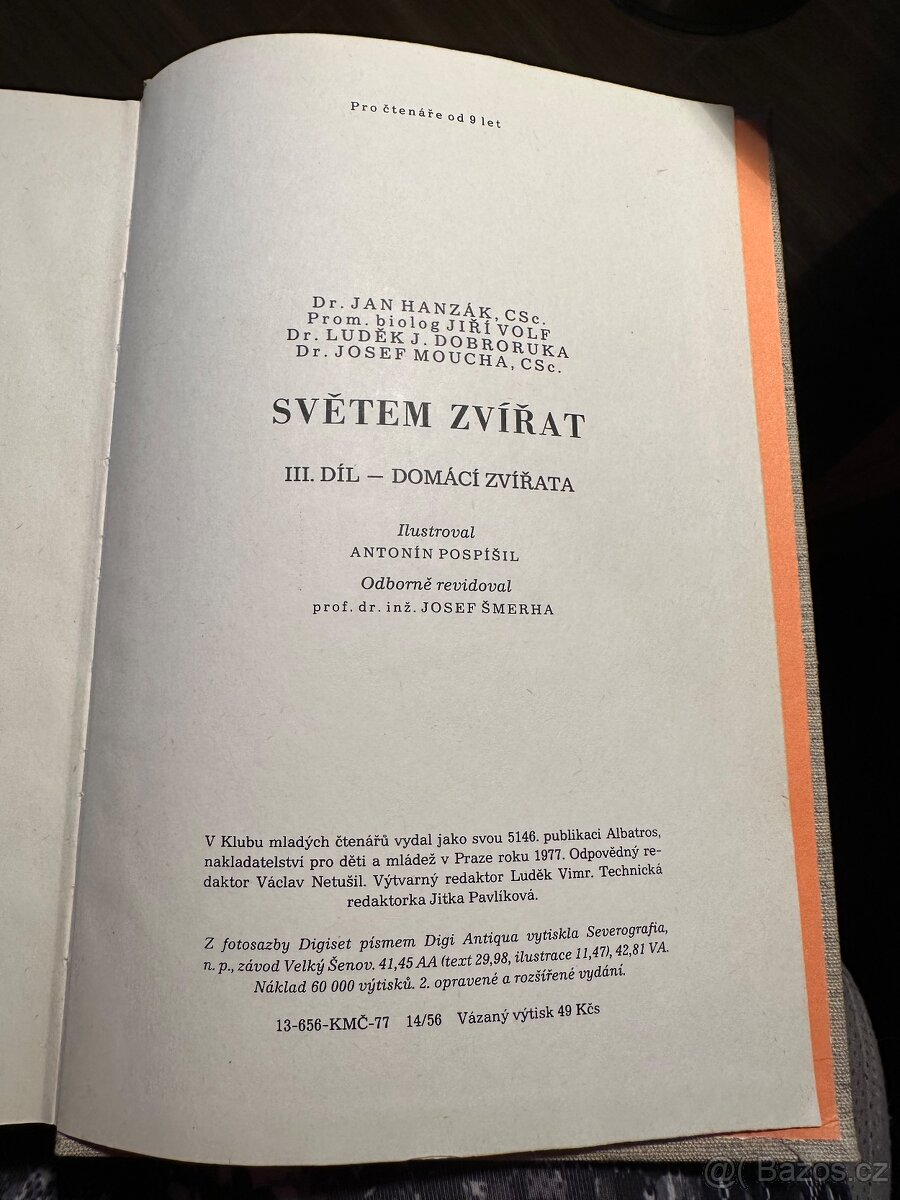 Pro čtenáře od 9 let
Dr. JAN HANZÁK, CSc.
Prom. biolog JIŘÍ VOLF
Dr. LUDĚK J. DOBRORUKA
Dr. JOSEF MOUCHA, CSc.
SVĚTEM ZVÍŘAT
III. DÍL — DOMÁCÍ ZVÍŘATA
Ilustroval
ANTONÍN POSPÍŠIL
Odborně revidoval
prof. dr. inž. JOSEF ŠMERHA
V Klubu mladých čtenářů vydal jako svou 5146. publikaci Albatros,
nakladatelství pro děti a mládež v Praze roku 1977. Odpovědný re-
daktor Václav Netušil. Výtvarný redaktor Luděk Vimr. Technická
redaktorka Jitka Pavlíková.
Z fotosazby Digiset písmem Digi Antiqua vytiskla Severografia,
n. p., závod Velký Šenov. 41,45 AA (text 29,98, ilustrace 11,47), 42,81 VA.
Náklad 60 000 výtisků. 2. opravené a rozšířené vydání.
13-656-KMČ-77 14/56 Vázaný výtisk 49 Kčs
@( Bazoš.cz